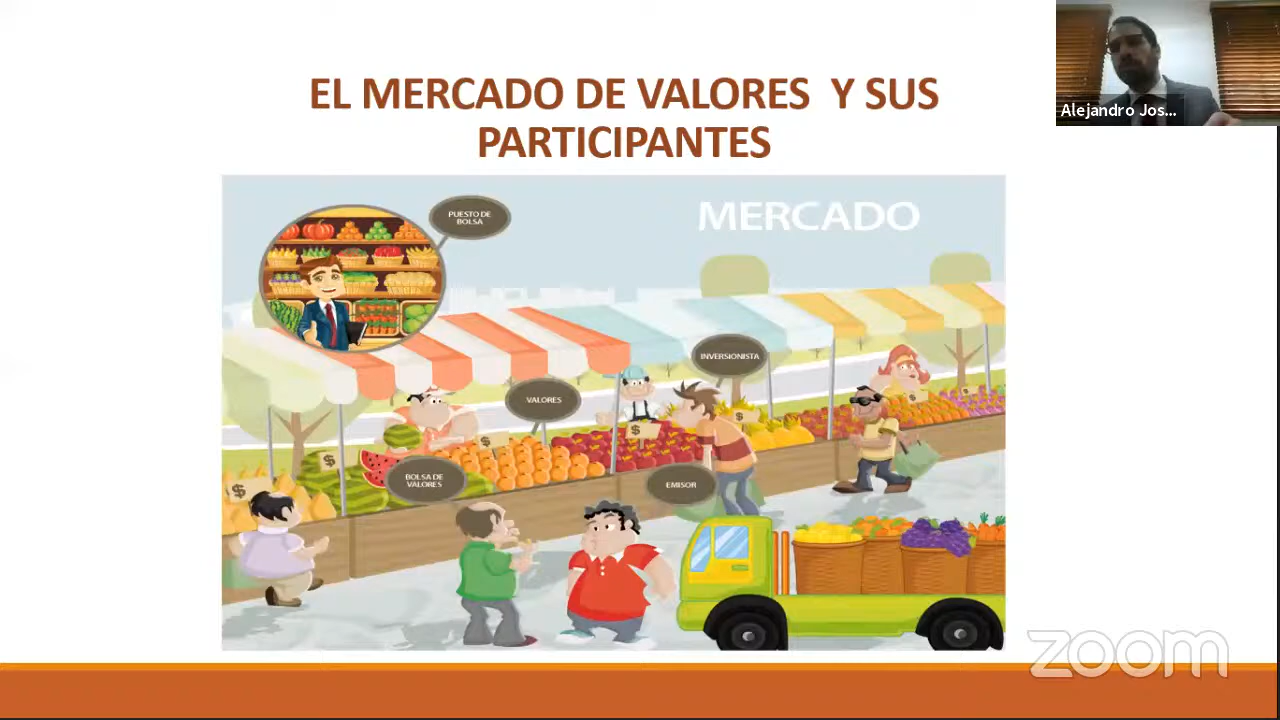 EL MERCADO DE VALORES Y SUS
PARTICIPANTES
Alejandro Jos...
MERCADO
PUESTO DE
BOLSA
INVERSIONISTA
VALORES
$
$
$
$
$
$
$
BOLSA DE
VALORES
EMISOR
zoom